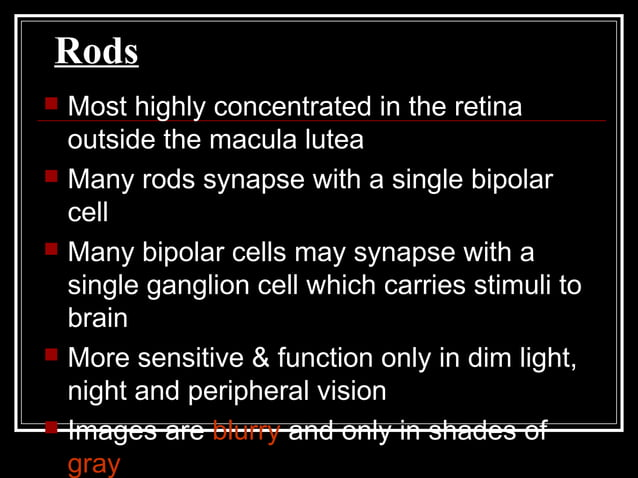 Rods
Most highly concentrated in the retina
outside the macula lutea
Many rods synapse with a single bipolar
cell
Many bipolar cells may synapse with a
single ganglion cell which carries stimuli to
brain
More sensitive & function only in dim light,
night and peripheral vision
Images are blurry and only in shades of
gray